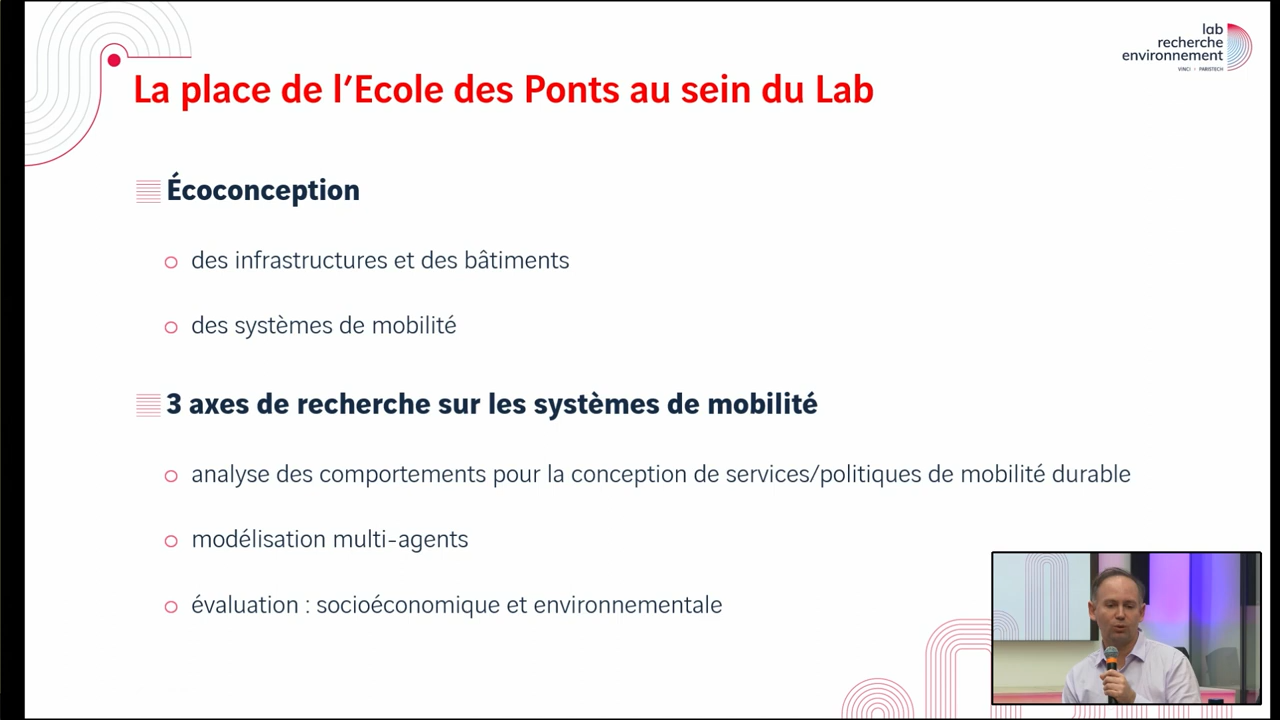 lab
recherche
environnement
VINCI | PARISTECH
La place de l'Ecole des Ponts au sein du Lab
Écoconception
des infrastructures et des bâtiments
des systèmes de mobilité
3 axes de recherche sur les systèmes de mobilité
analyse des comportements pour la conception de services/politiques de mobilité durable
modélisation multi-agents
évaluation : socioéconomique et environnementale